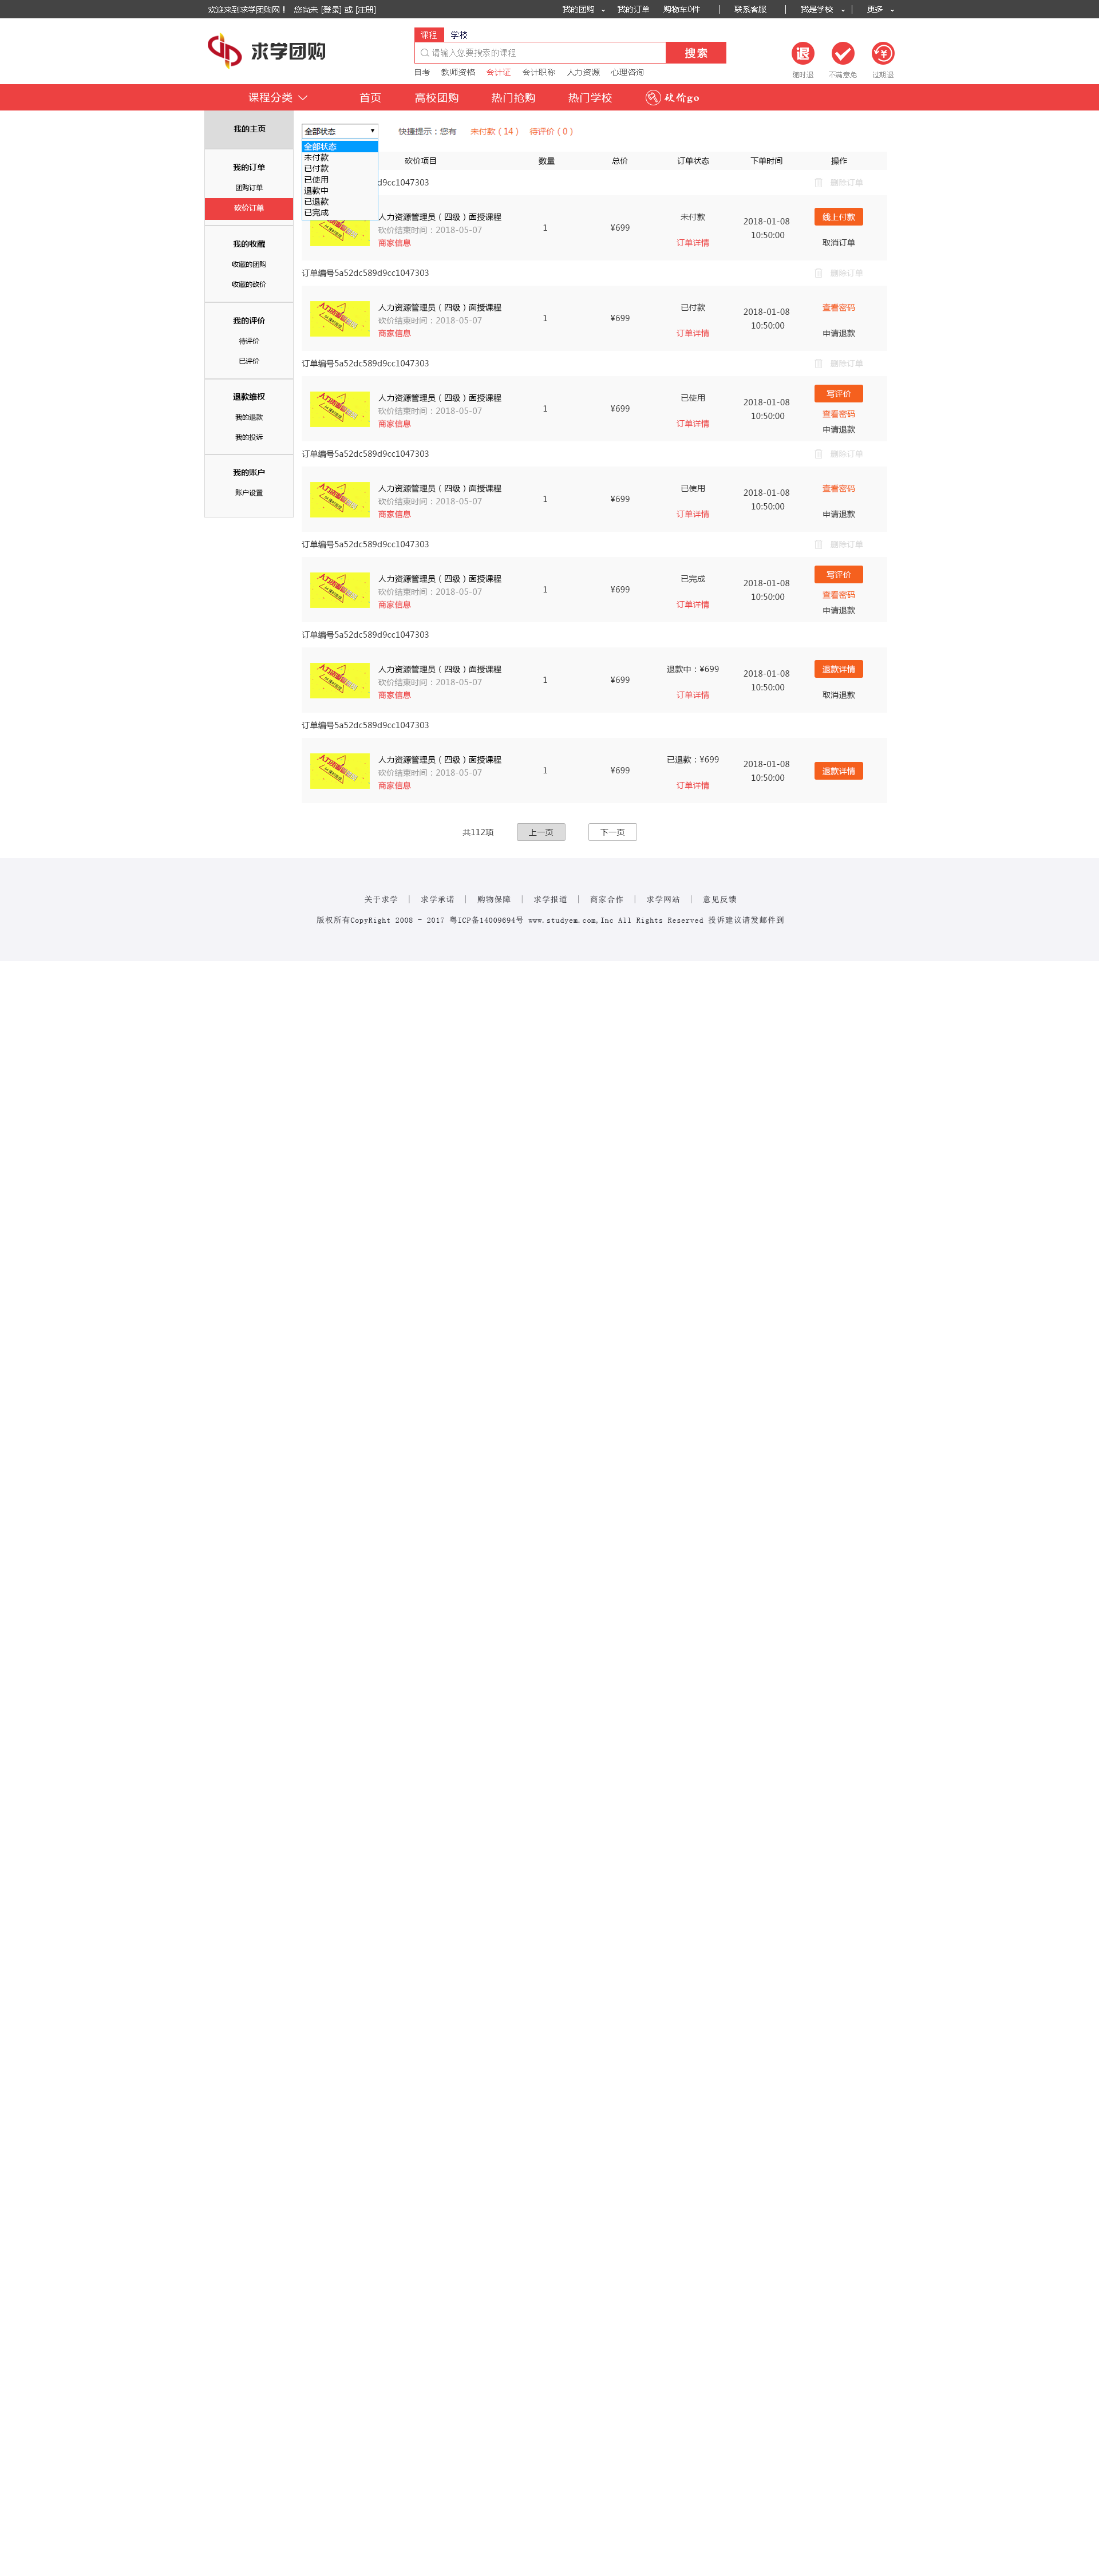 欢迎来到求学团购网！ 您尚未 [登录] 或 [注册] 我的团购 我的订单 购物车0件 | 联系客服 | 我是学校 | 更多
求学团购
课程 学校
请输入您要搜索的课程 搜索
自考 教师资格 会计证 会计职称 人力资源 心理咨询
退
随时退 不满意免 过期退
课程分类 首页 高校团购 热门抢购 热门学校 砍价go
我的主页
我的订单
团购订单
砍价订单
我的收藏
收藏的团购
收藏的砍价
我的评价
待评价
已评价
退款维权
我的退款
我的投诉
我的账户
账户设置
全部状态 快捷提示：您有 未付款（14） 待评价（0）
全部状态
未付款
已付款
已使用
退款中
已退款
已完成
砍价项目 数量 总价 订单状态 下单时间 操作
d9cc1047303 删除订单
人力资源管理员（四级）面授课程 未付款 线上付款
砍价结束时间：2018-05-07 1 ¥699 2018-01-08
10:50:00
商家信息 订单详情 取消订单
订单编号5a52dc589d9cc1047303 删除订单
人力资源管理员（四级）面授课程 已付款 查看密码
砍价结束时间：2018-05-07 1 ¥699 2018-01-08
10:50:00
商家信息 订单详情 申请退款
订单编号5a52dc589d9cc1047303 删除订单
人力资源管理员（四级）面授课程 已使用 写评价
砍价结束时间：2018-05-07 1 ¥699 2018-01-08
10:50:00 查看密码
商家信息 订单详情 申请退款
订单编号5a52dc589d9cc1047303 删除订单
人力资源管理员（四级）面授课程 已使用 查看密码
砍价结束时间：2018-05-07 1 ¥699 2018-01-08
10:50:00
商家信息 订单详情 申请退款
订单编号5a52dc589d9cc1047303 删除订单
人力资源管理员（四级）面授课程 已完成 写评价
砍价结束时间：2018-05-07 1 ¥699 2018-01-08
10:50:00 查看密码
商家信息 订单详情 申请退款
订单编号5a52dc589d9cc1047303
人力资源管理员（四级）面授课程 退款中：¥699 退款详情
砍价结束时间：2018-05-07 1 ¥699 2018-01-08
10:50:00
商家信息 订单详情 取消退款
订单编号5a52dc589d9cc1047303
人力资源管理员（四级）面授课程 已退款：¥699
砍价结束时间：2018-05-07 1 ¥699 2018-01-08 退款详情
10:50:00
商家信息 订单详情
共112项 上一页 下一页
关于求学 | 求学承诺 | 购物保障 | 求学报道 | 商家合作 | 求学网站 | 意见反馈
版权所有CopyRight 2008 - 2017 粤ICP备14009694号 www.studyem.com,Inc All Rights Reserved 投诉建议请发邮件到